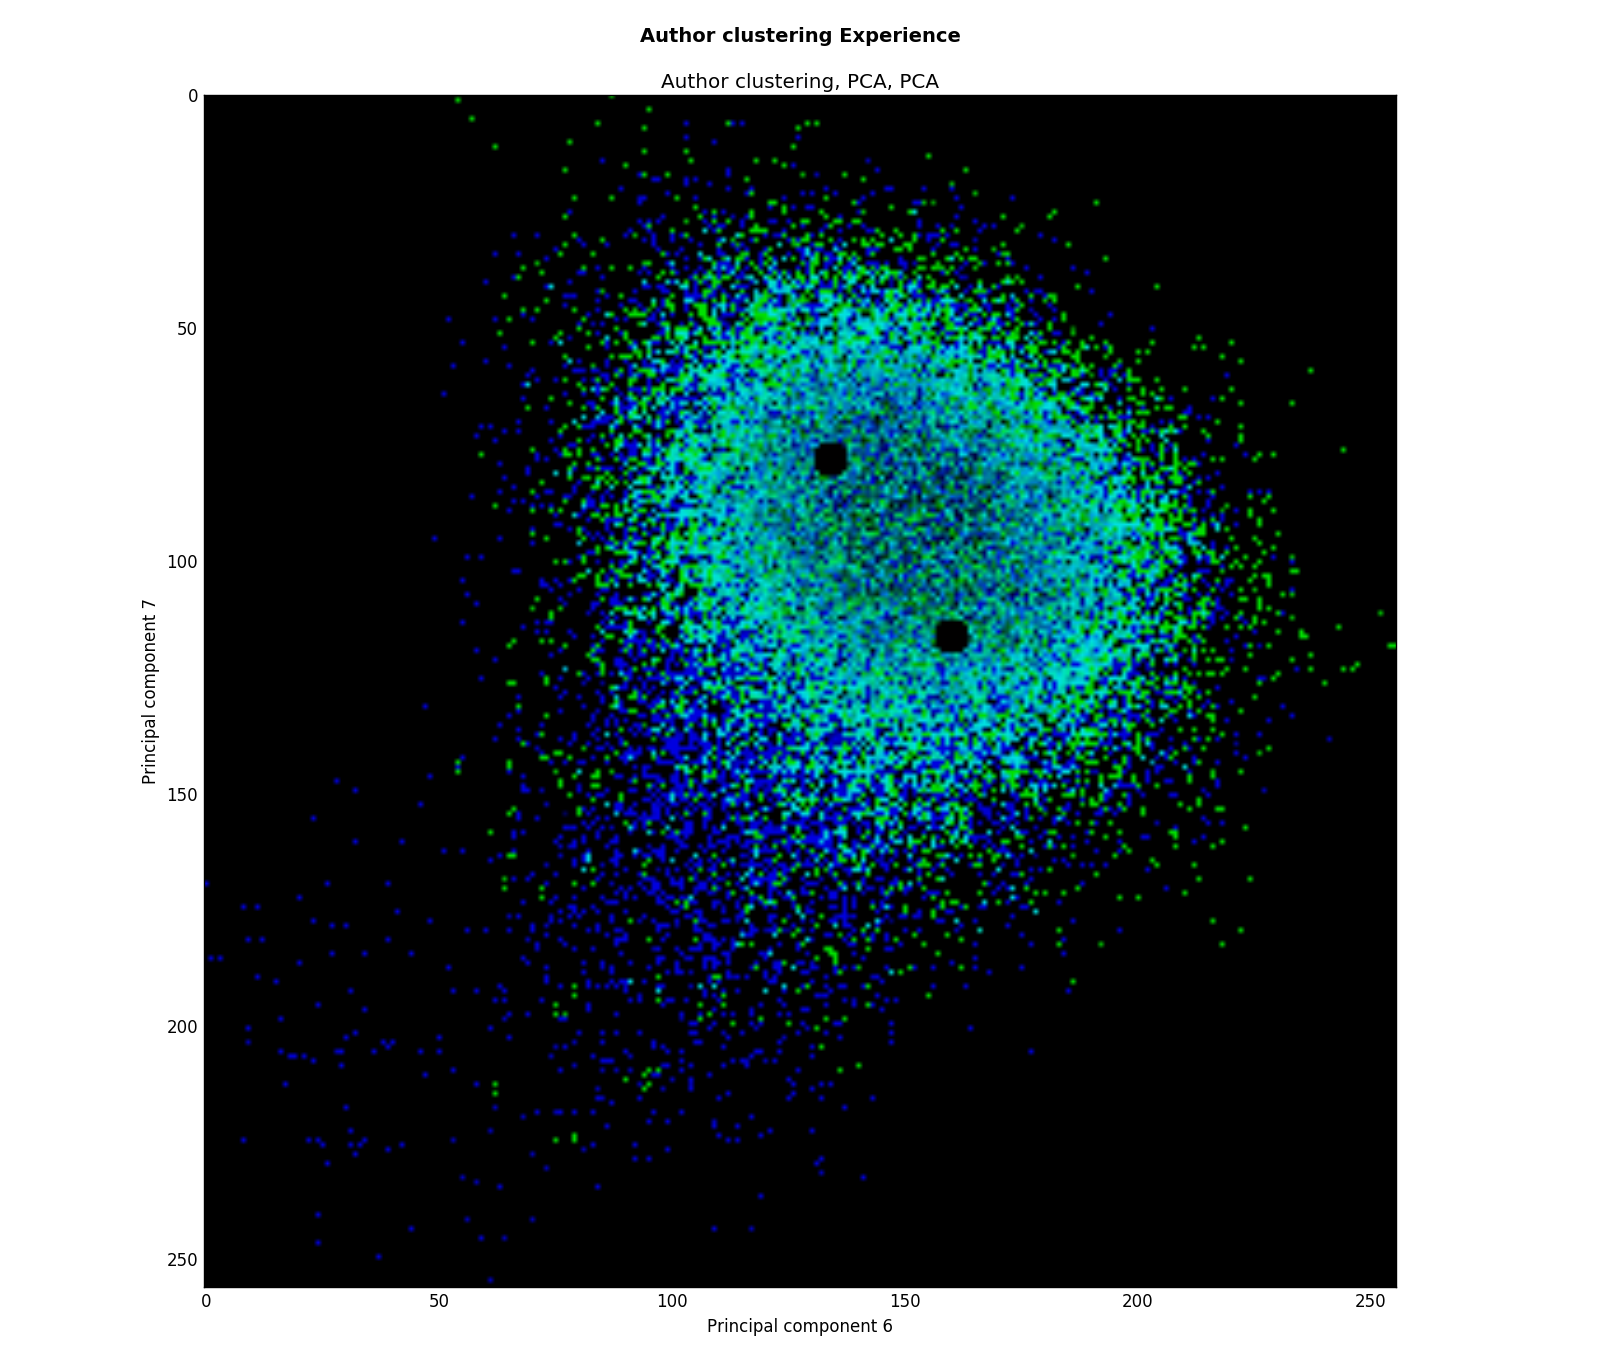 Author clustering Experience
Author clustering, PCA, PCA
0
50
100
150
200
250
Principal component 7
0 50 100 150 200 250
Principal component 6